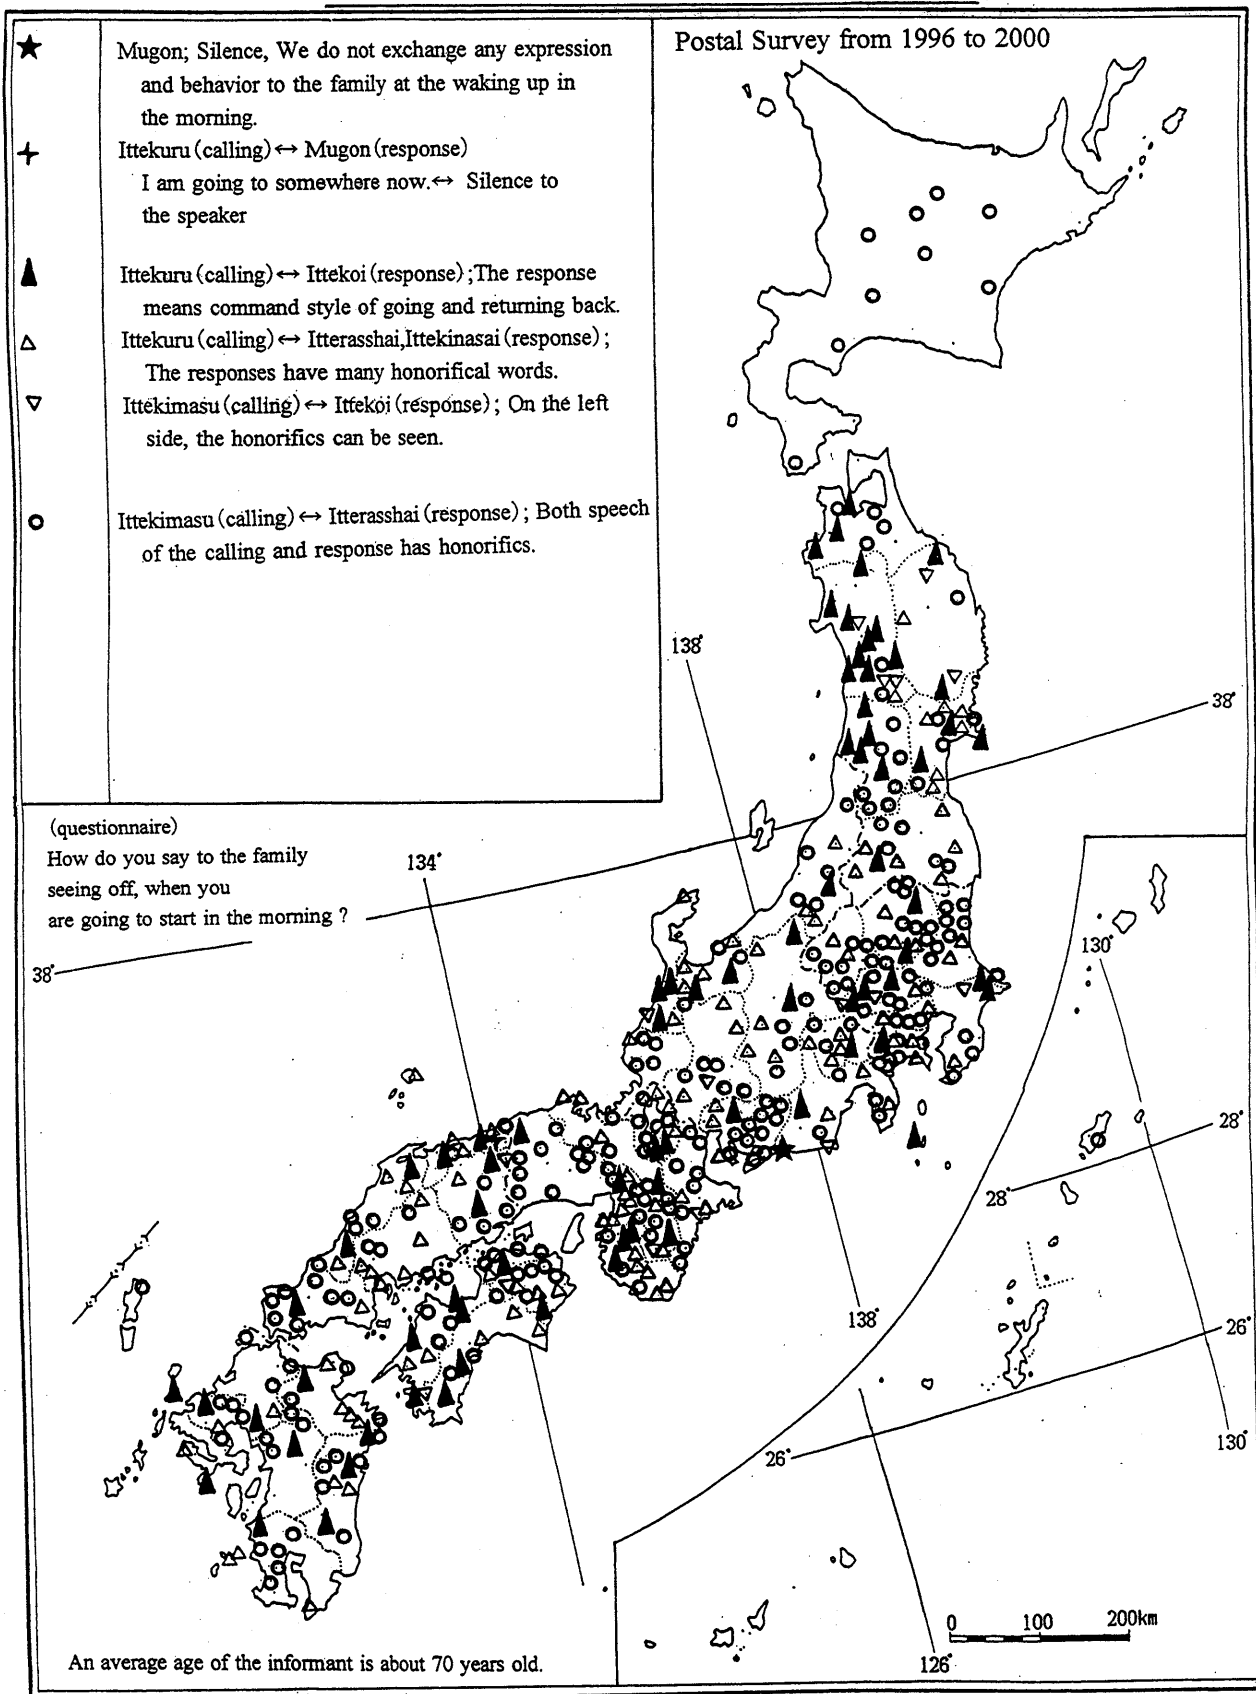 Postal Survey from 1996 to 2000
Mugon; Silence, We do not exchange any expression
and behavior to the family at the waking up in
the morning.
Ittekuru (calling) ↔ Mugon (response)
I am going to somewhere now. ↔ Silence to
the speaker
Ittekuru (calling) ↔ Ittekoi (response) ;The response
means command style of going and returning back.
Ittekuru (calling) ↔ Itterasshai,Ittekinasai (response) ;
The responses have many honorifical words.
Ittekimasu (calling) ↔ Ittekoi (response) ; On the left
side, the honorifics can be seen.
Ittekimasu (calling) ↔ Itterasshai (response) ; Both speech
of the calling and response has honorifics.
138°
38°
(questionnaire)
How do you say to the family
seeing off, when you
are going to start in the morning ?
134°
38°
130°
28°
28°
138°
26°
26°
130°
0 100 200km
126°
An average age of the informant is about 70 years old.